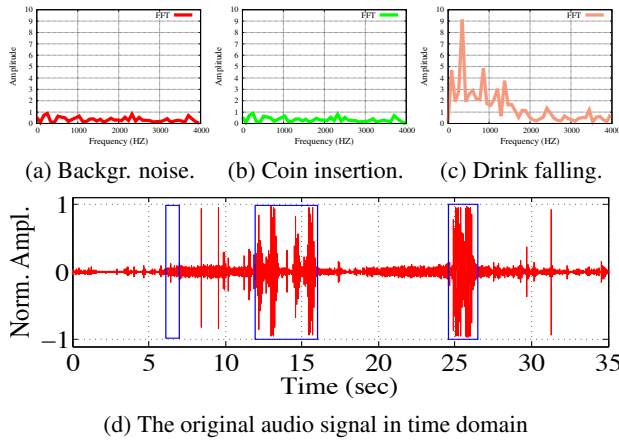 10
9
8
7
6
5
4
3
2
1
0
Amplitude
FFT
0 1000 2000 3000 4000
Frequency (HZ)
(a) Backgr. noise.
10
9
8
7
6
5
4
3
2
1
0
Amplitude
FFT
0 1000 2000 3000 4000
Frequency (HZ)
(b) Coin insertion.
10
9
8
7
6
5
4
3
2
1
0
Amplitude
FFT
0 1000 2000 3000 4000
Frequency (HZ)
(c) Drink falling.
1
0
−1
Norm. Ampl.
0 5 10 15 20 25 30 35
Time (sec)
(d) The original audio signal in time domain